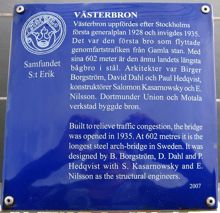 VÄSTERBRON
Västerbron uppfördes efter Stockholms
första generalplan 1928 och invigdes 1935.
Det var den första bro som flyttade
genomfartstrafiken från Gamla stan. Med
sina 602 meter är den ännu landets längsta
bågbro i stål. Arkitekter var Birger
Borgström, David Dahl och Paul Hedqvist,
konstruktörer Salomon Kasarnowsky och E.
Nilsson. Dortmunder Union och Motala
verkstad byggde bron.
Samfundet
S:t Erik
Built to relieve traffic congestion, the bridge
was opened in 1935. At 602 metres it is the
longest steel arch-bridge in Sweden. It was
designed by B. Borgström, D. Dahl and P.
Hedqvist with S. Kasarnowsky and E.
Nilsson as the structural engineers.
2007